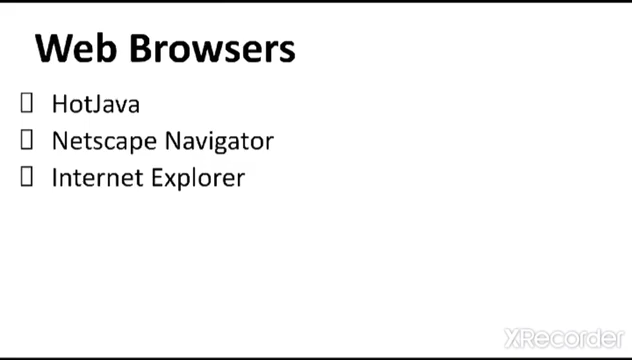 Web Browsers
HotJava
Netscape Navigator
Internet Explorer
XRecorder